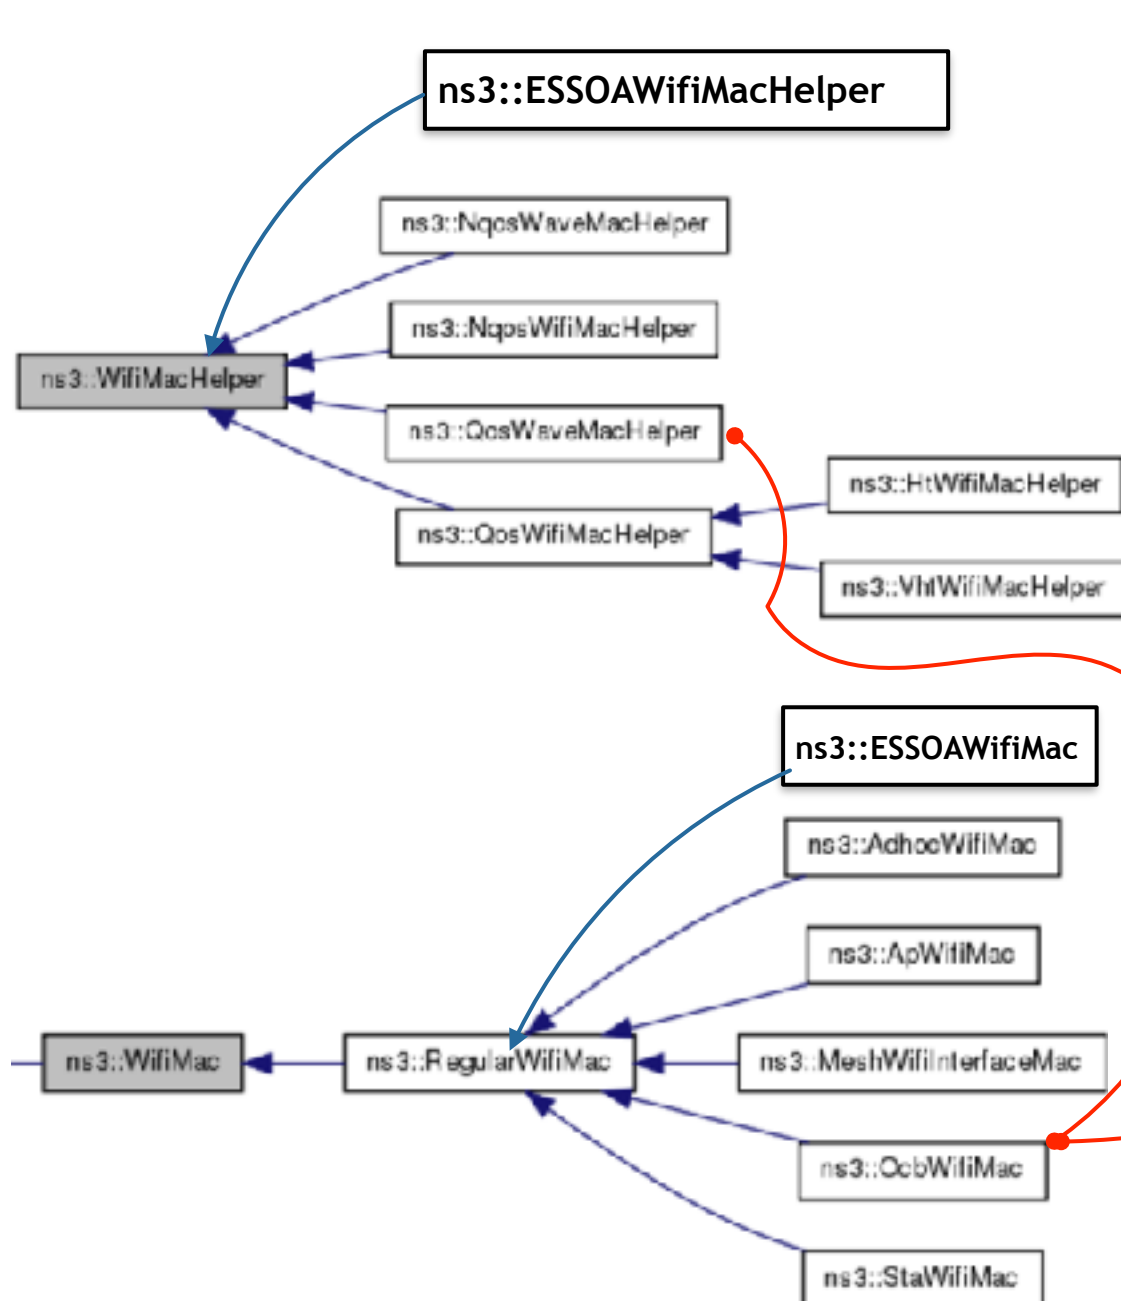 ns3::ESSOAWifiMacHelper
ns3::NqosWaveMacHelper
ns3::NqosWifiMacHelper
ns3::WifiMacHelper
ns3::QosWaveMacHelper
ns3::HtWifiMacHelper
ns3::QosWifiMacHelper
ns3::VhtWifiMacHelper
ns3::ESSOAWifiMac
ns3::AdhocWifiMac
ns3::ApWifiMac
ns3::WifiMac
ns3::RegularWifiMac
ns3::MeshWifiInterfaceMac
ns3::OcbWifiMac
ns3::StaWifiMac